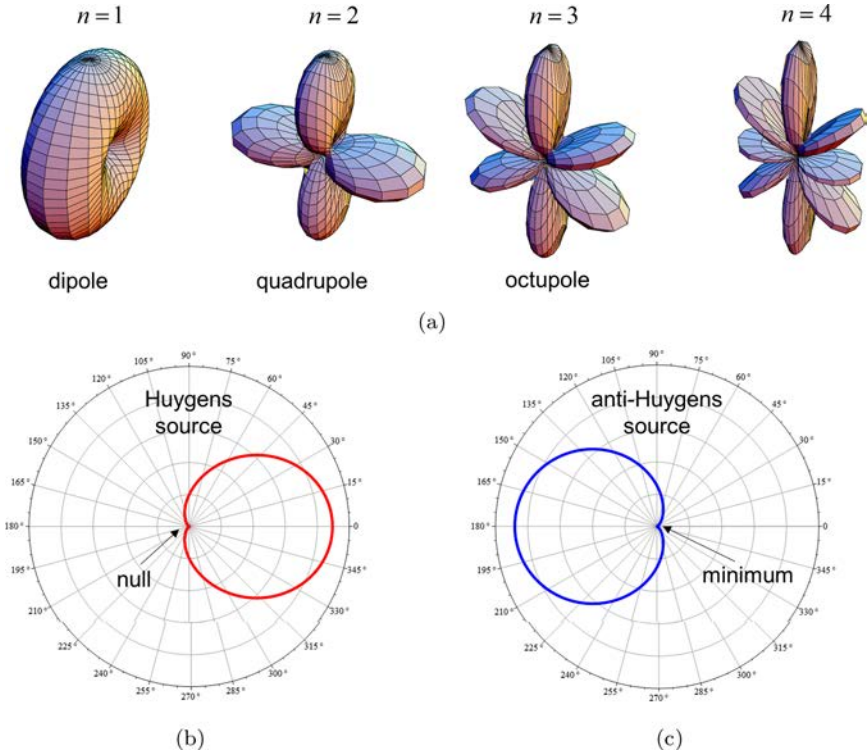 n = 1 n = 2 n = 3 n = 4
dipole quadrupole octupole
(a)
90°
105° 75°
120° 60°
135° 45°
150° 30°
165° 15°
180° 0
195° 345°
210° 330°
225° 315°
240° 300°
255° 285°
270°
Huygens
source
null
(b)
90°
105° 75°
120° 60°
135° 45°
150° 30°
165° 15°
180° 0
195° 345°
210° 330°
225° 315°
240° 300°
255° 285°
270°
anti-Huygens
source
minimum
(c)